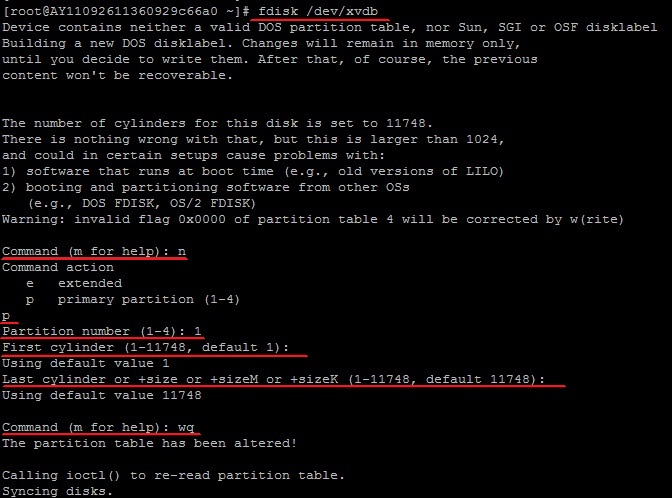 [root@AY11092611360929c66a0 ~]# fdisk /dev/xvdb
Device contains neither a valid DOS partition table, nor Sun, SGI or OSF disklabel
Building a new DOS disklabel. Changes will remain in memory only,
until you decide to write them. After that, of course, the previous
content won't be recoverable.
The number of cylinders for this disk is set to 11748.
There is nothing wrong with that, but this is larger than 1024,
and could in certain setups cause problems with:
1) software that runs at boot time (e.g., old versions of LILO)
2) booting and partitioning software from other OSs
   (e.g., DOS FDISK, OS/2 FDISK)
Warning: invalid flag 0x0000 of partition table 4 will be corrected by w(rite)
Command (m for help): n
Command action
   e   extended
   p   primary partition (1-4)
p
Partition number (1-4): 1
First cylinder (1-11748, default 1):
Using default value 1
Last cylinder or +size or +sizeM or +sizeK (1-11748, default 11748):
Using default value 11748
Command (m for help): wq
The partition table has been altered!
Calling ioctl() to re-read partition table.
Syncing disks.